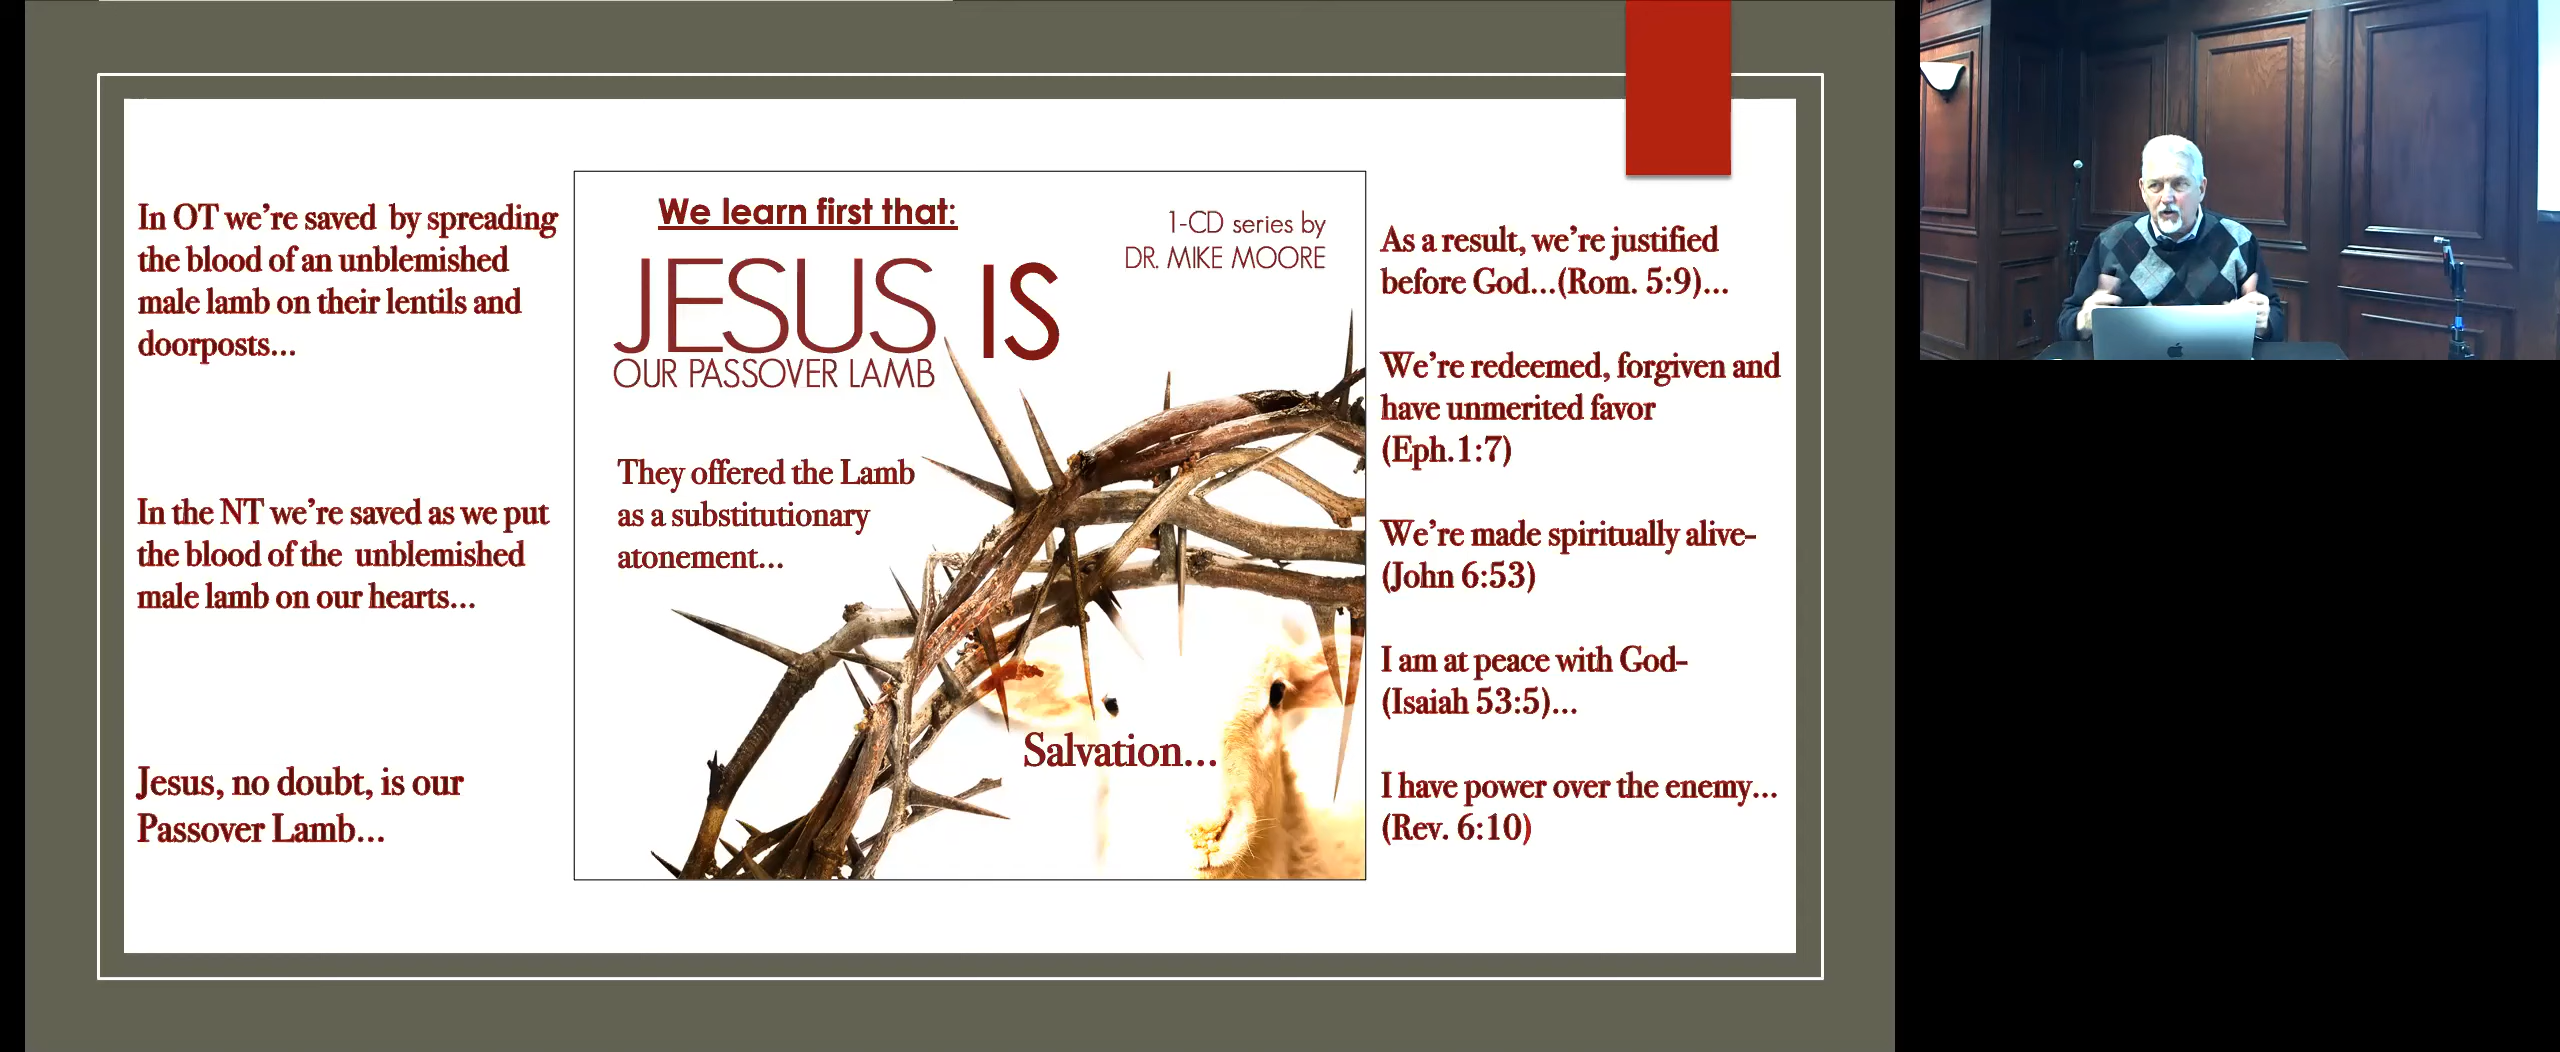 In OT we're saved  by spreading
the blood of an unblemished
male lamb on their lentils and
doorposts...
In the NT we're saved as we put
the blood of the  unblemished
male lamb on our hearts...
Jesus, no doubt, is our
Passover Lamb...
We learn first that:
1-CD series by
DR. MIKE MOORE
JESUS IS
OUR PASSOVER LAMB
They offered the Lamb
as a substitutionary
atonement...
Salvation...
As a result, we're justified
before God...(Rom. 5:9)...
We're redeemed, forgiven and
have unmerited favor
(Eph.1:7)
We're made spiritually alive-
(John 6:53)
I am at peace with God-
(Isaiah 53:5)...
I have power over the enemy...
(Rev. 6:10)